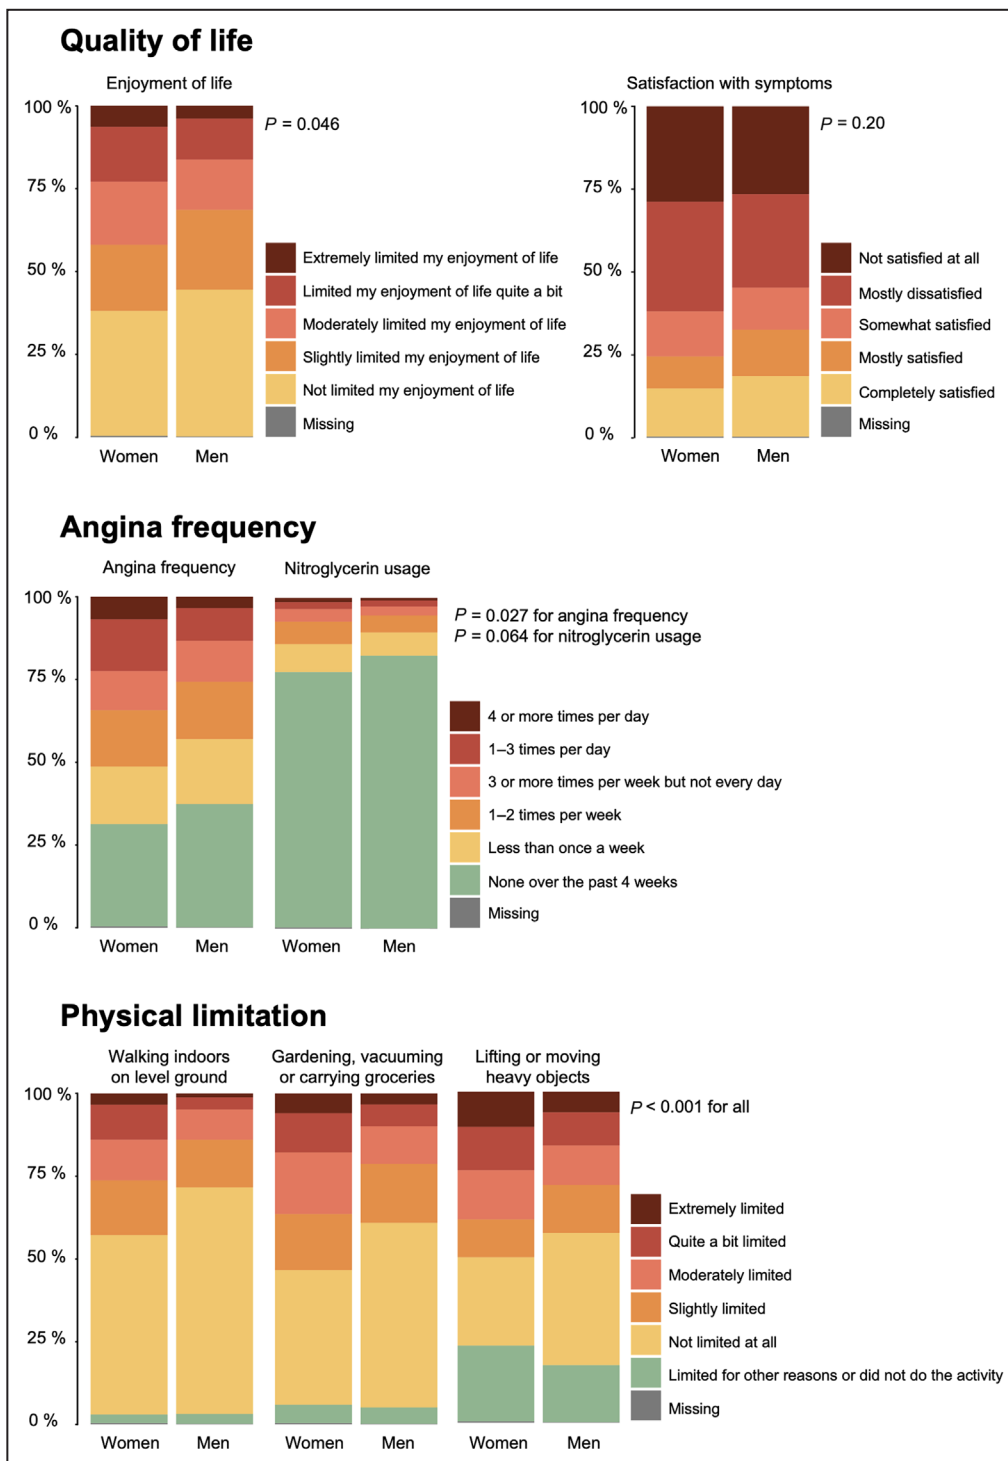 Quality of life
Enjoyment of life
100 %
75 %
50 %
25 %
0 %
P = 0.046
Extremely limited my enjoyment of life
Limited my enjoyment of life quite a bit
Moderately limited my enjoyment of life
Slightly limited my enjoyment of life
Not limited my enjoyment of life
Missing
Women Men
Satisfaction with symptoms
100 %
75 %
50 %
25 %
0 %
P = 0.20
Not satisfied at all
Mostly dissatisfied
Somewhat satisfied
Mostly satisfied
Completely satisfied
Missing
Women Men
Angina frequency
Angina frequency Nitroglycerin usage
100 %
75 %
50 %
25 %
0 %
P = 0.027 for angina frequency
P = 0.064 for nitroglycerin usage
4 or more times per day
1–3 times per day
3 or more times per week but not every day
1–2 times per week
Less than once a week
None over the past 4 weeks
Missing
Women Men Women Men
Physical limitation
Walking indoors
on level ground
Gardening, vacuuming
or carrying groceries
Lifting or moving
heavy objects
100 %
75 %
50 %
25 %
0 %
P < 0.001 for all
Extremely limited
Quite a bit limited
Moderately limited
Slightly limited
Not limited at all
Limited for other reasons or did not do the activity
Missing
Women Men Women Men Women Men